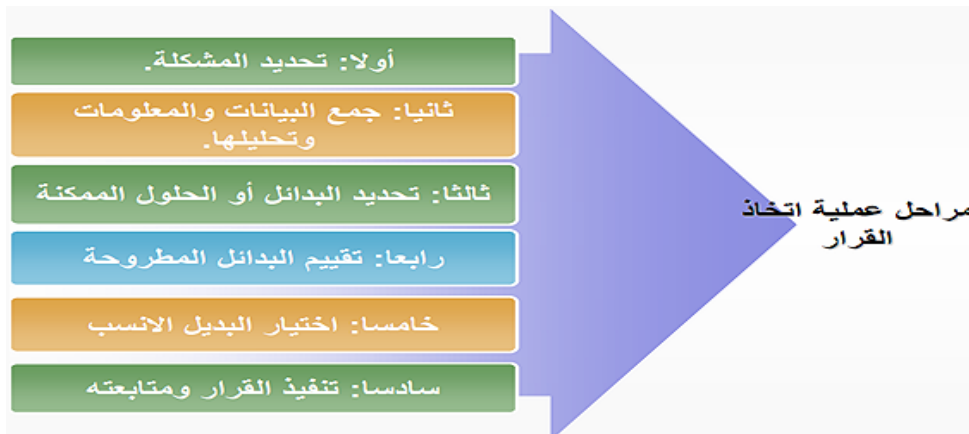 أولا: تحديد المشكلة.
ثانيا: جمع البيانات والمعلومات
وتحليلها.
ثالثا: تحديد البدائل أو الحلول الممكنة
رابعا: تقييم البدائل المطروحة
خامسا: اختيار البديل الانسب
سادسا: تنفيذ القرار ومتابعته
مراحل عملية اتخاذ
القرار